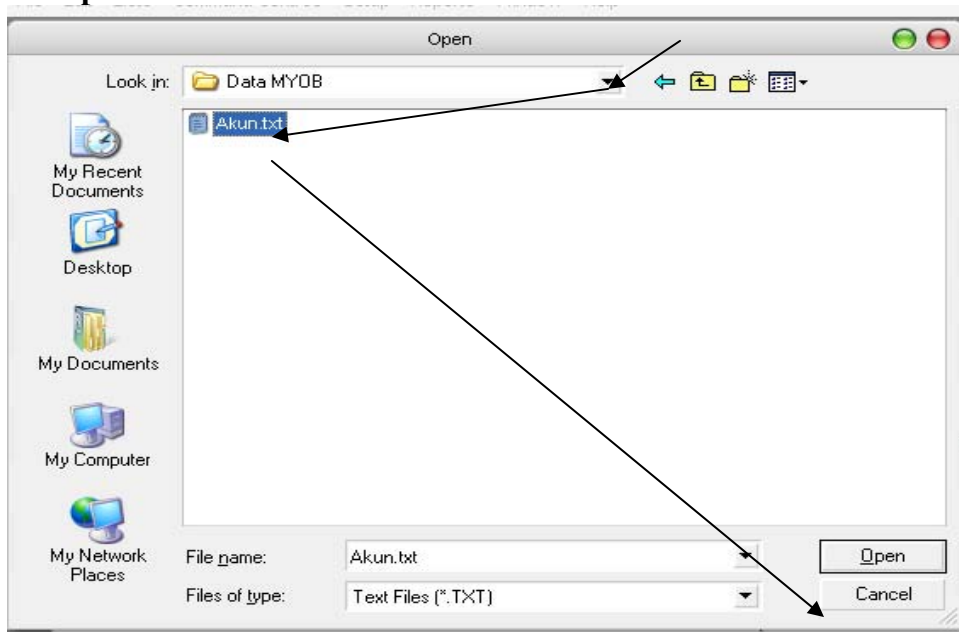 Open
Look in: Data MYOB
Akun.txt
My Recent
Documents
Desktop
My Documents
My Computer
My Network
Places
File name: Akun.txt Open
Files of type: Text Files (*.TXT) Cancel